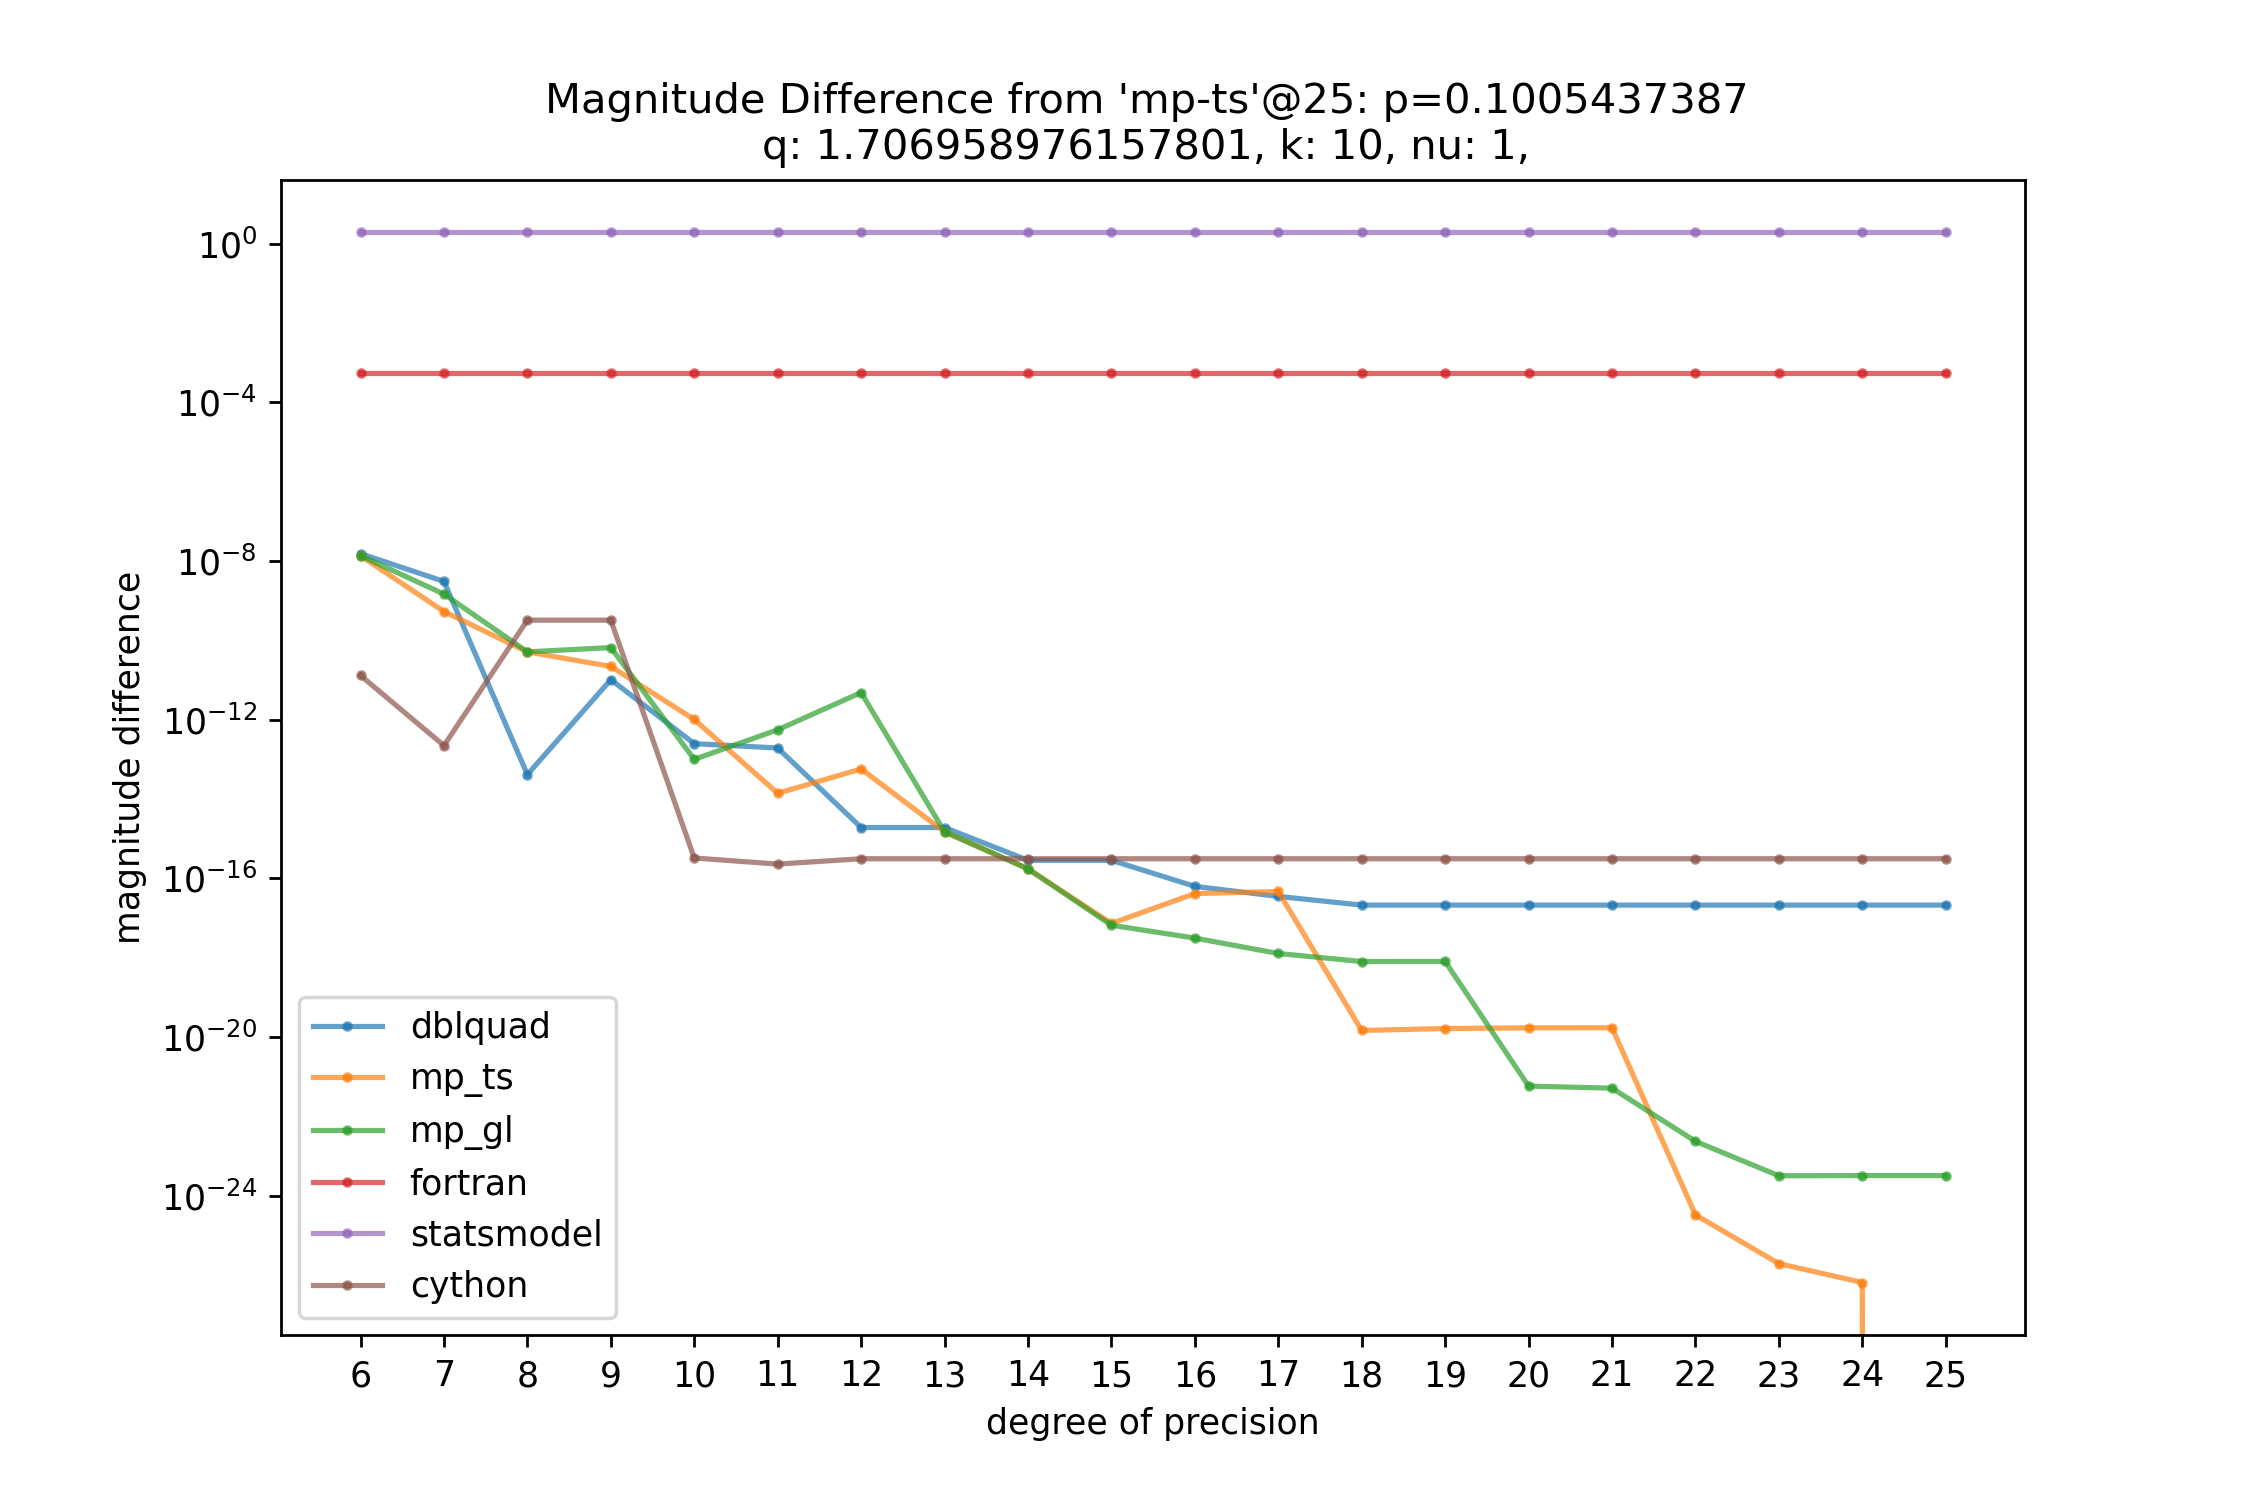 Magnitude Difference from 'mp-ts'@25: p=0.1005437387
q: 1.706958976157801, k: 10, nu: 1,
magnitude difference
10⁰
10⁻⁴
10⁻⁸
10⁻¹²
10⁻¹⁶
10⁻²⁰
10⁻²⁴
dblquad
mp_ts
mp_gl
fortran
statsmodel
cython
6 7 8 9 10 11 12 13 14 15 16 17 18 19 20 21 22 23 24 25
degree of precision